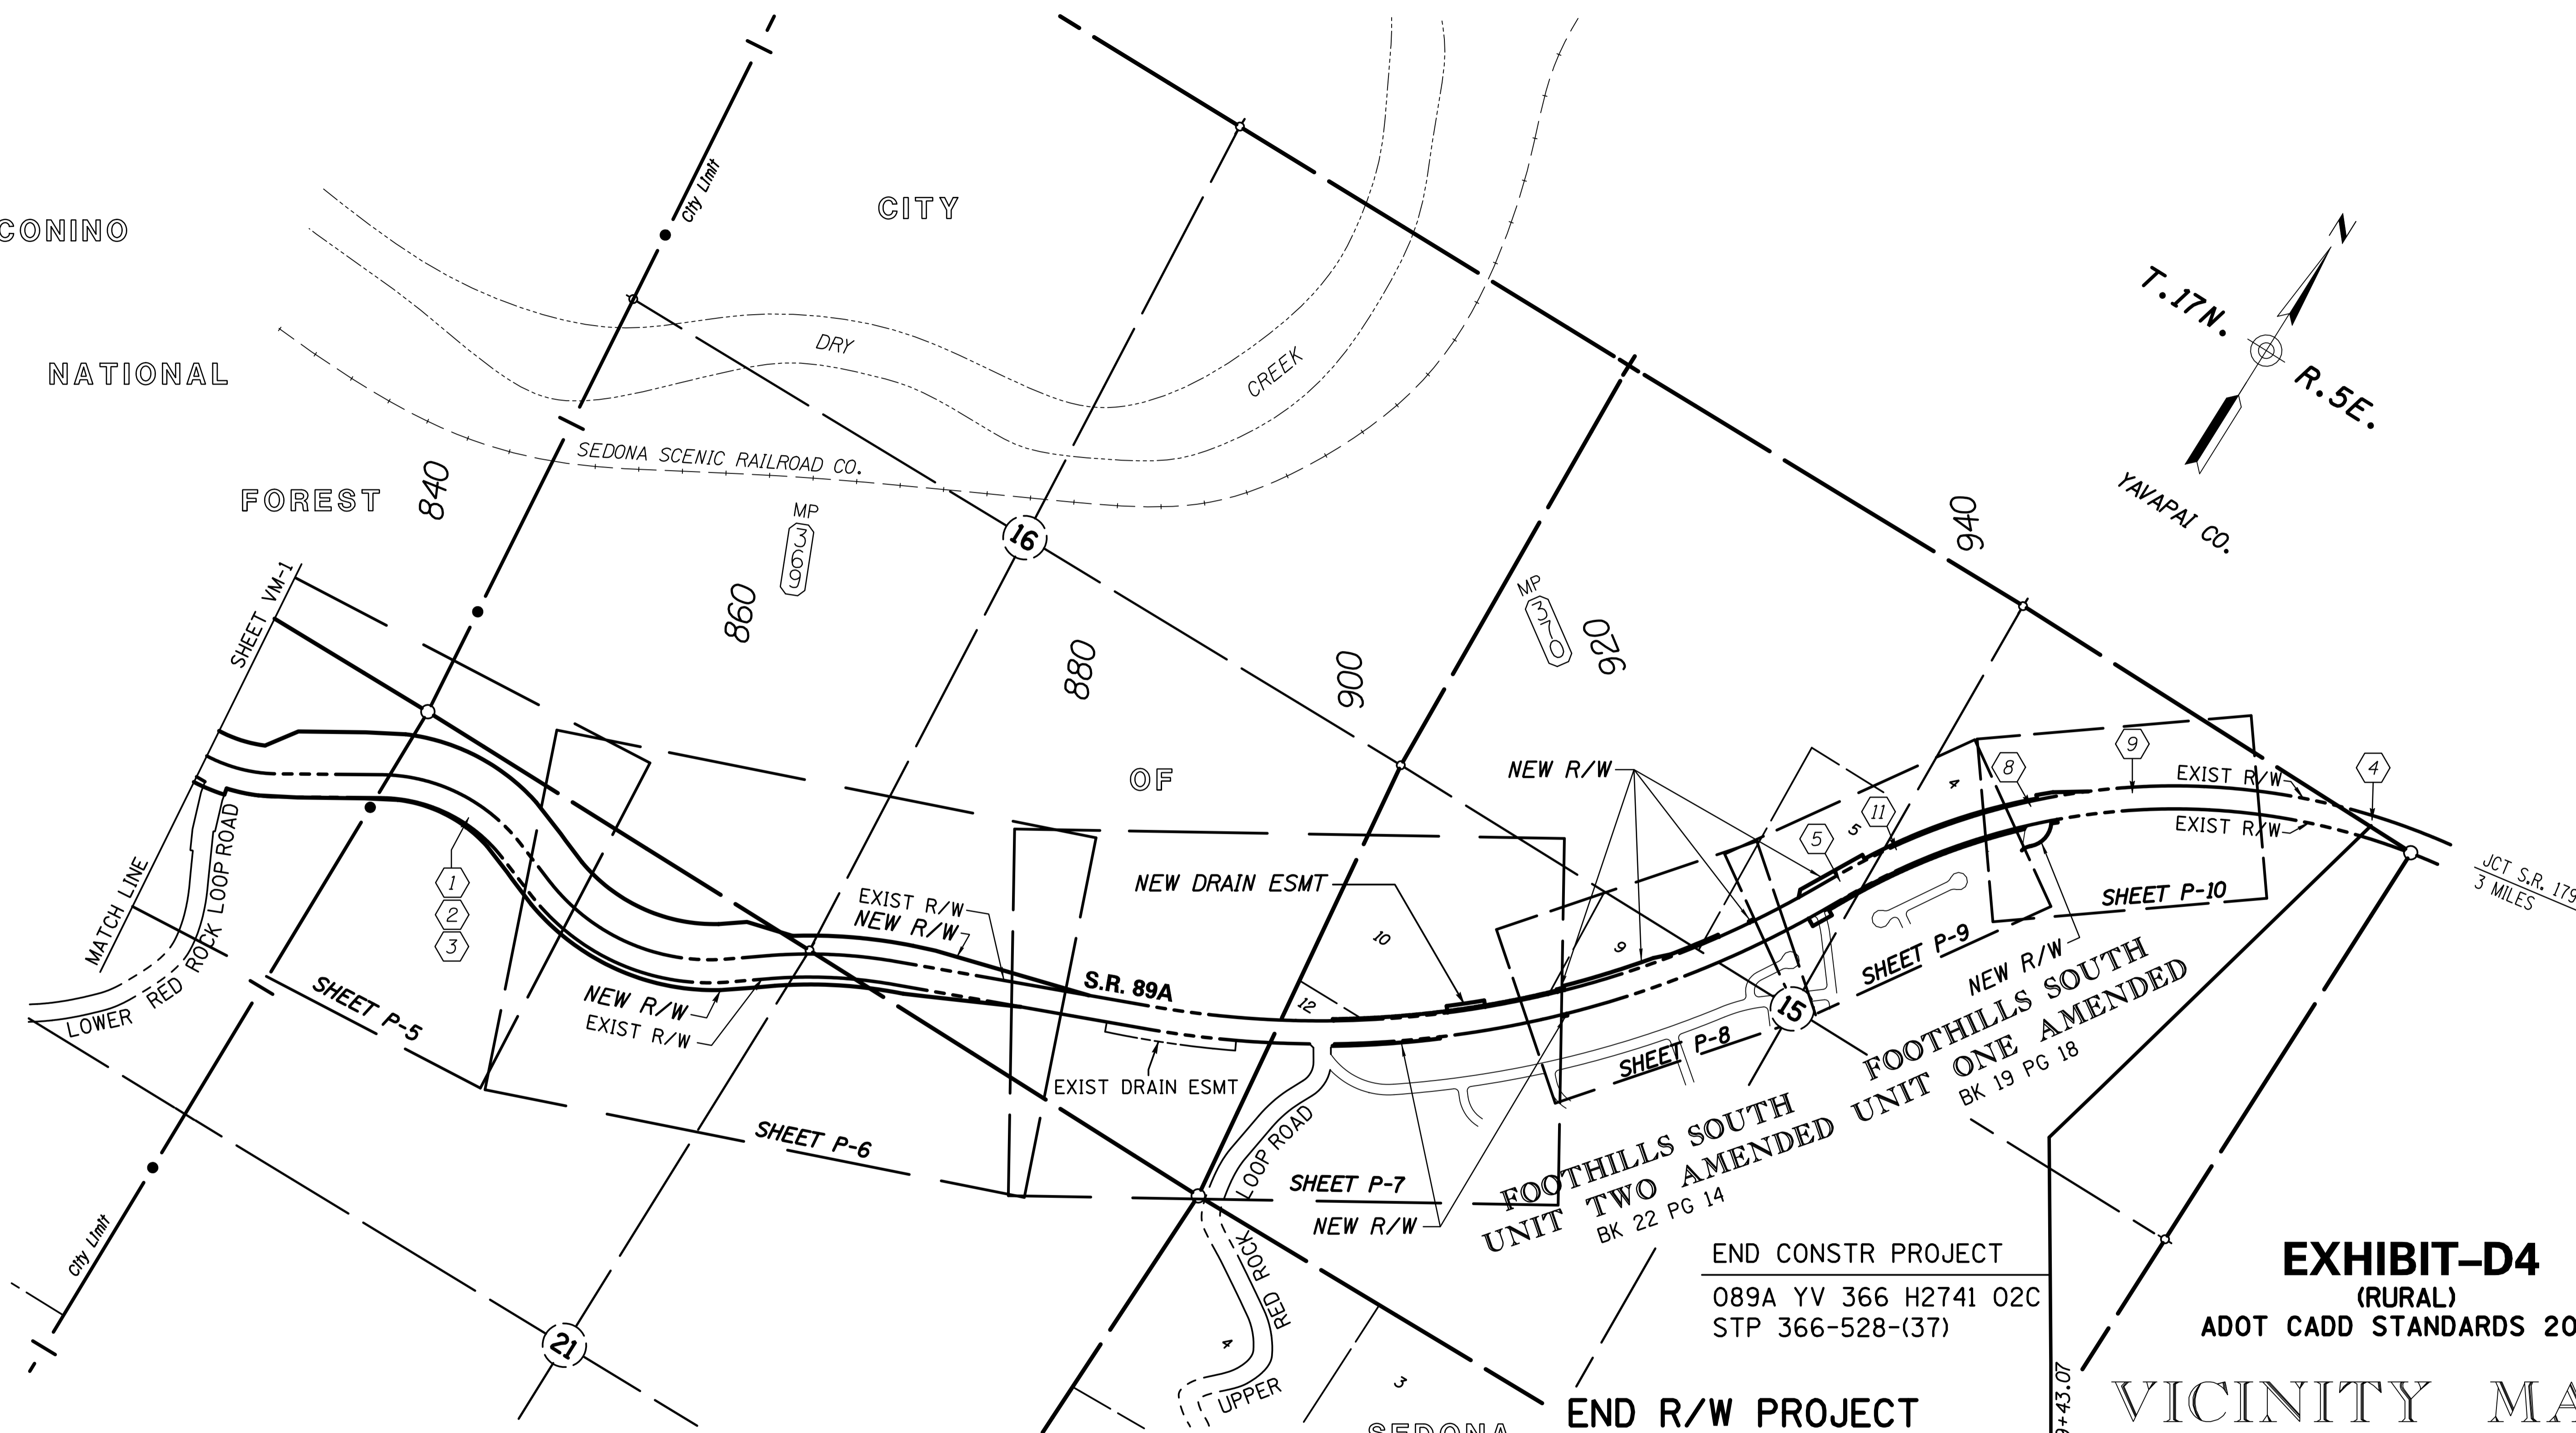 City Limit
CITY
CONINO
NATIONAL
FOREST
DRY
CREEK
SEDONA SCENIC RAILROAD CO.
N
T.17N.
R.5E.
YAVAPAI CO.
840
860
880
900
920
940
MP
369
MP
370
16
SHEET VM-1
MATCH LINE
LOWER RED ROCK LOOP ROAD
1
2
3
SHEET P-5
OF
NEW R/W
NEW DRAIN ESMT
EXIST R/W
NEW R/W
S.R. 89A
NEW R/W
EXIST R/W
EXIST DRAIN ESMT
SHEET P-6
10
12
9
5
5
11
4
8
9
4
EXIST R/W
EXIST R/W
JCT S.R. 179
3 MILES
SHEET P-10
SHEET P-9
NEW R/W
15
SHEET P-8
FOOTHILLS SOUTH
UNIT ONE AMENDED
BK 19 PG 18
FOOTHILLS SOUTH
UNIT TWO AMENDED
BK 22 PG 14
SHEET P-7
NEW R/W
UPPER RED ROCK LOOP ROAD
4
3
City Limit
21
END CONSTR PROJECT
089A YV 366 H2741 02C
STP 366-528-(37)
END R/W PROJECT
9+43.07
EXHIBIT–D4
(RURAL)
ADOT CADD STANDARDS 20
VICINITY MA